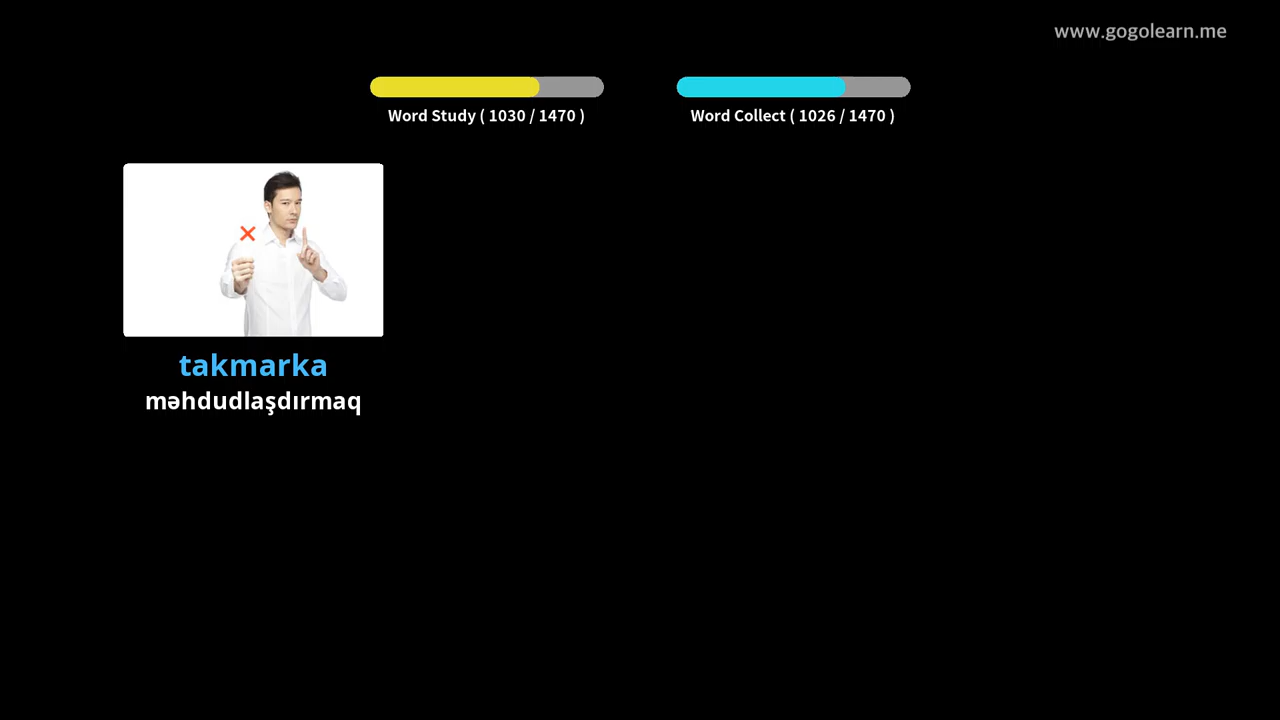 www.gogolearn.me
Word Study ( 1030 / 1470 )
Word Collect ( 1026 / 1470 )
takmarka
məhdudlaşdırmaq